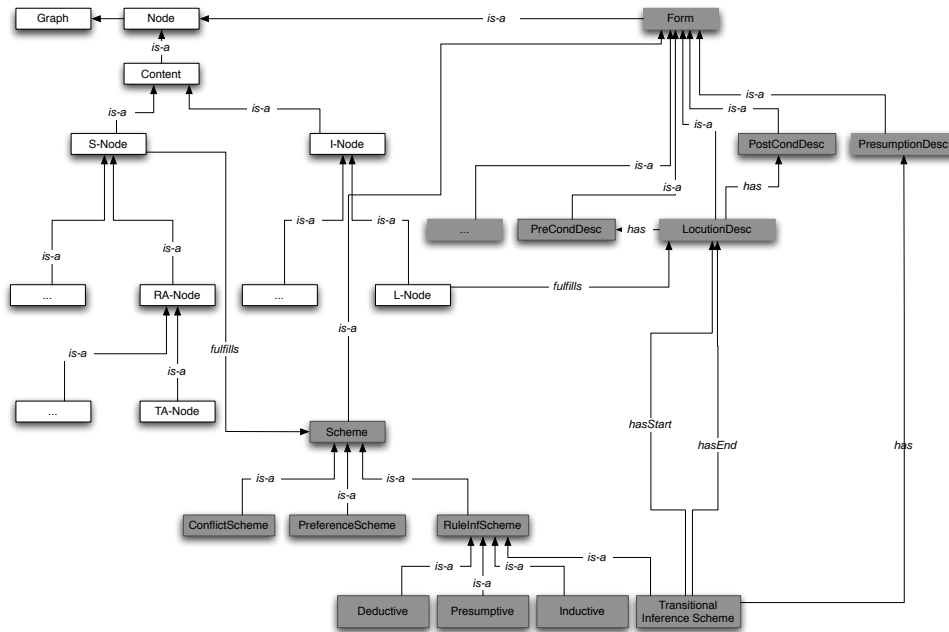 Graph
Node
is-a
Form
is-a
Content
is-a
is-a
is-a
is-a
is-a
S-Node
I-Node
PostCondDesc
PresumptionDesc
is-a
is-a
has
is-a
is-a
is-a
is-a
...
PreCondDesc
has
LocutionDesc
...
RA-Node
...
L-Node
fulfills
is-a
fulfills
is-a
is-a
...
TA-Node
Scheme
hasStart
hasEnd
has
is-a
is-a
is-a
ConflictScheme
PreferenceScheme
RuleInfScheme
is-a
is-a
is-a
is-a
Deductive
Presumptive
Inductive
Transitional
Inference Scheme